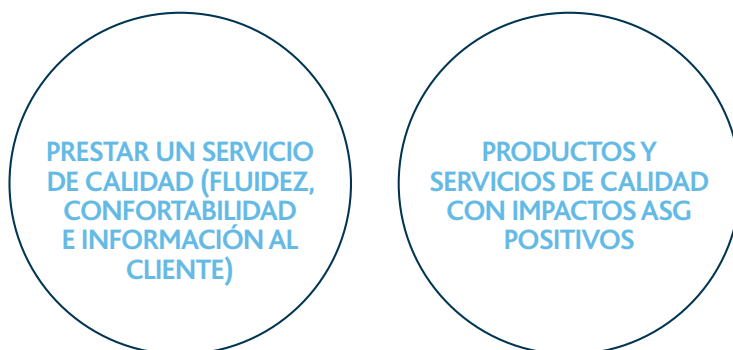 PRESTAR UN SERVICIO
DE CALIDAD (FLUIDEZ,
CONFORTABILIDAD
E INFORMACIÓN AL
CLIENTE)
PRODUCTOS Y
SERVICIOS DE CALIDAD
CON IMPACTOS ASG
POSITIVOS